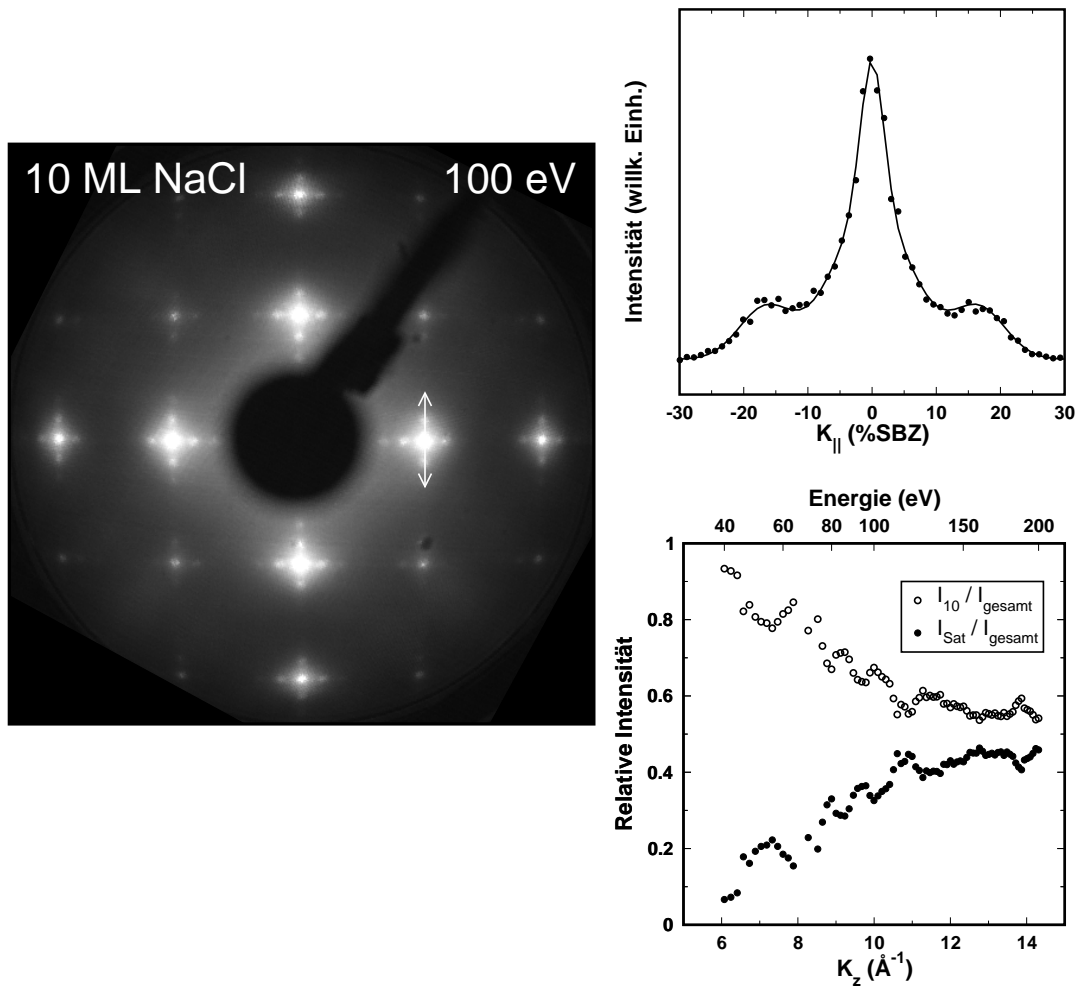 10 ML NaCl
100 eV
Intensität (willk. Einh.)
-30 -20 -10 0 10 20 30
K|| (%SBZ)
Energie (eV)
40 60 80 100 150 200
1
0.8
0.6
0.4
0.2
0
Relative Intensität
I10 / Igesamt
ISat / Igesamt
6 8 10 12 14
Kz (Å-1)